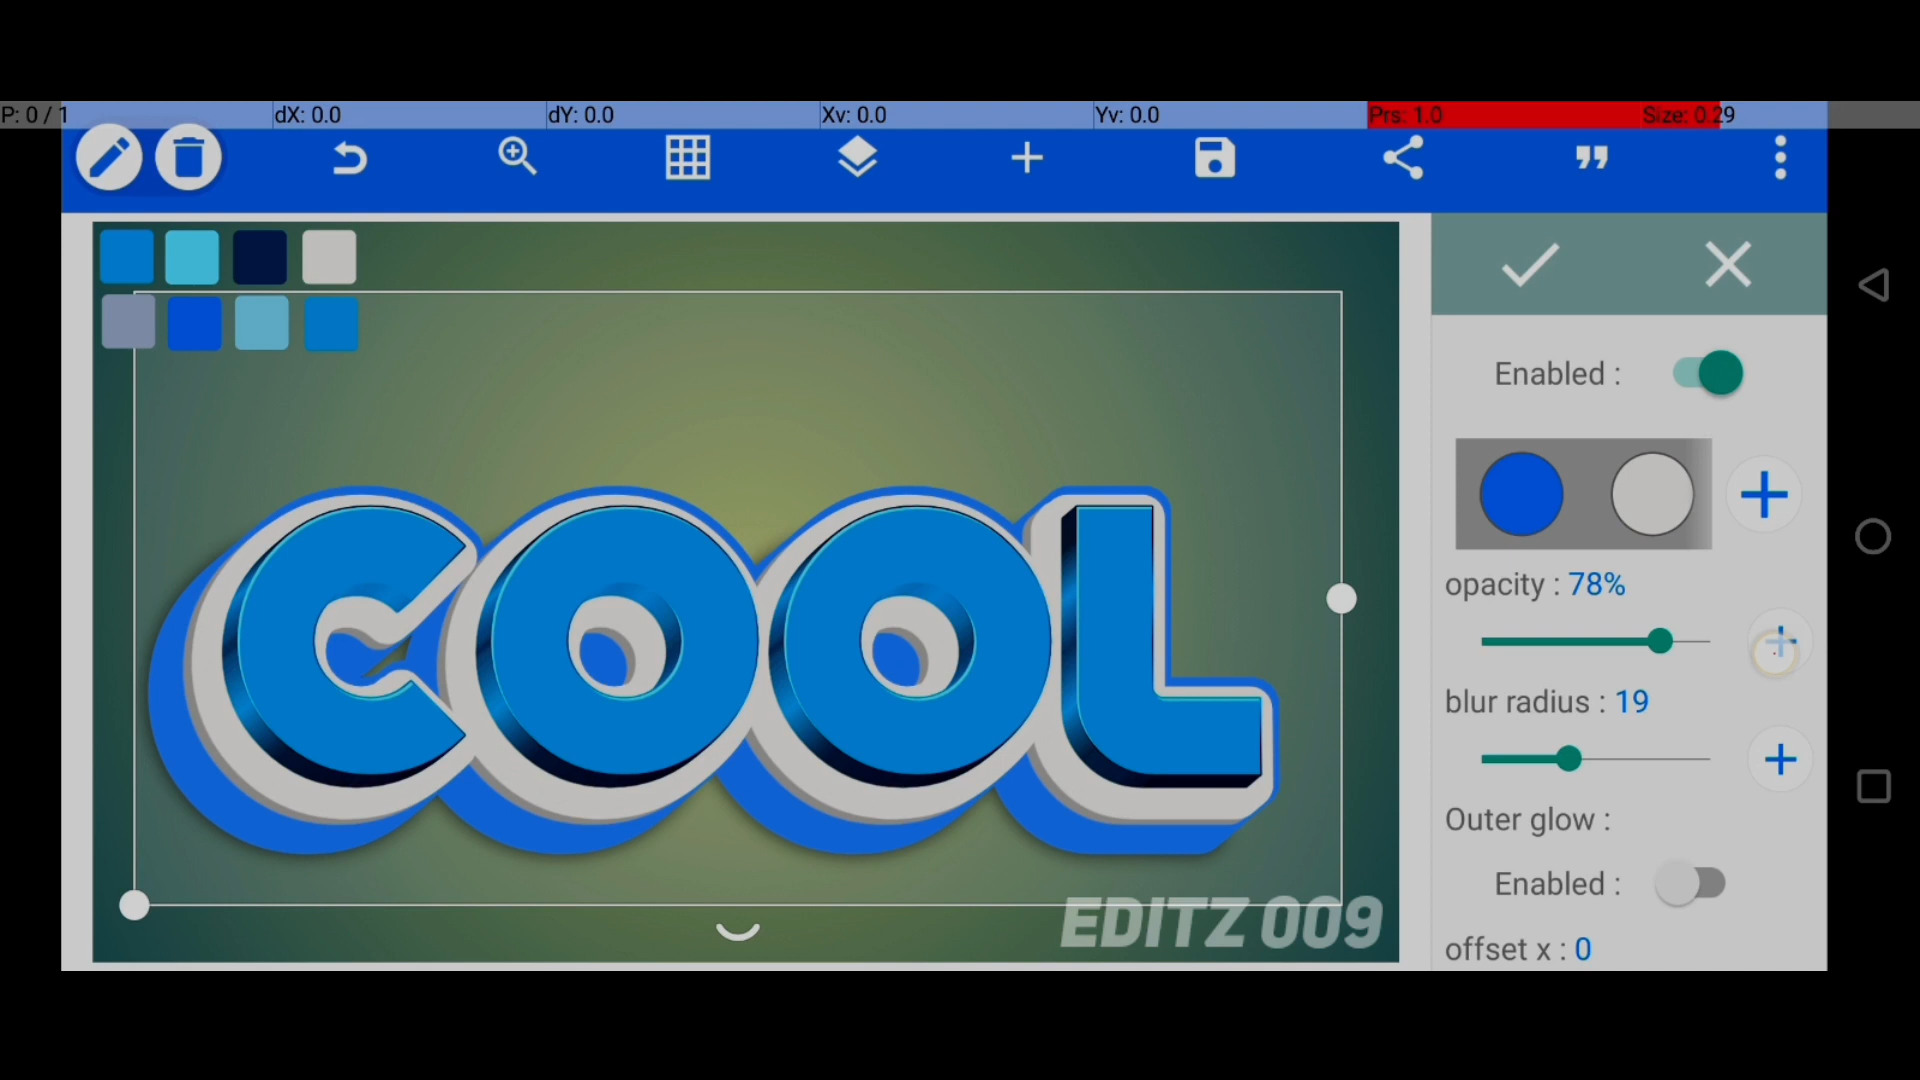 P: 0 / 1 dX: 0.0 dY: 0.0 Xv: 0.0 Yv: 0.0 Prs: 1.0 Size: 0.29
Enabled :
opacity : 78%
blur radius : 19
Outer glow :
Enabled :
offset x : 0
COOL
EDITZ 009